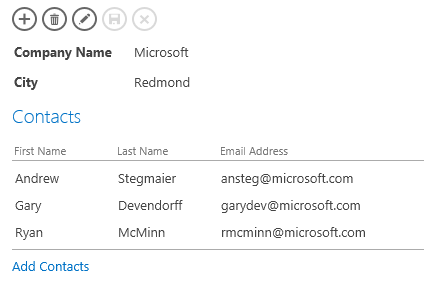 Company Name Microsoft
City Redmond
Contacts
First Name Last Name Email Address
Andrew Stegmaier ansteg@microsoft.com
Gary Devendorff garydev@microsoft.com
Ryan McMinn rmcminn@microsoft.com
Add Contacts